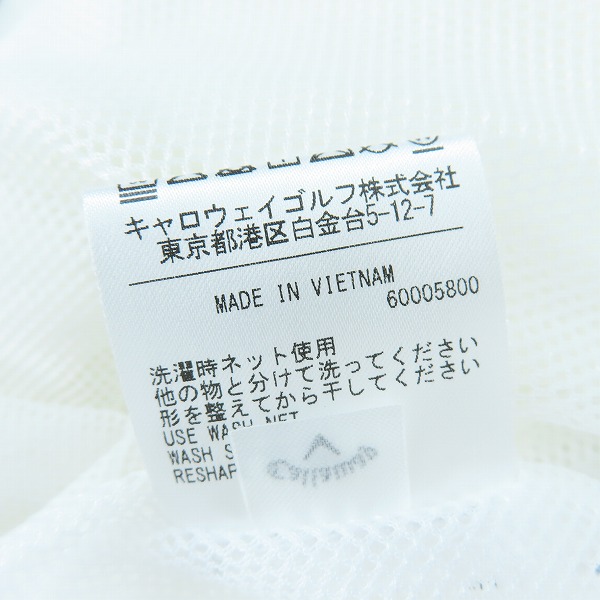 キャロウェイゴルフ株式会社
東京都港区白金台5-12-7
MADE IN VIETNAM
60005800
洗濯時ネット使用
他の物と分けて洗ってください
形を整えてから干してください
USE WASH NET
WASH
Callaway